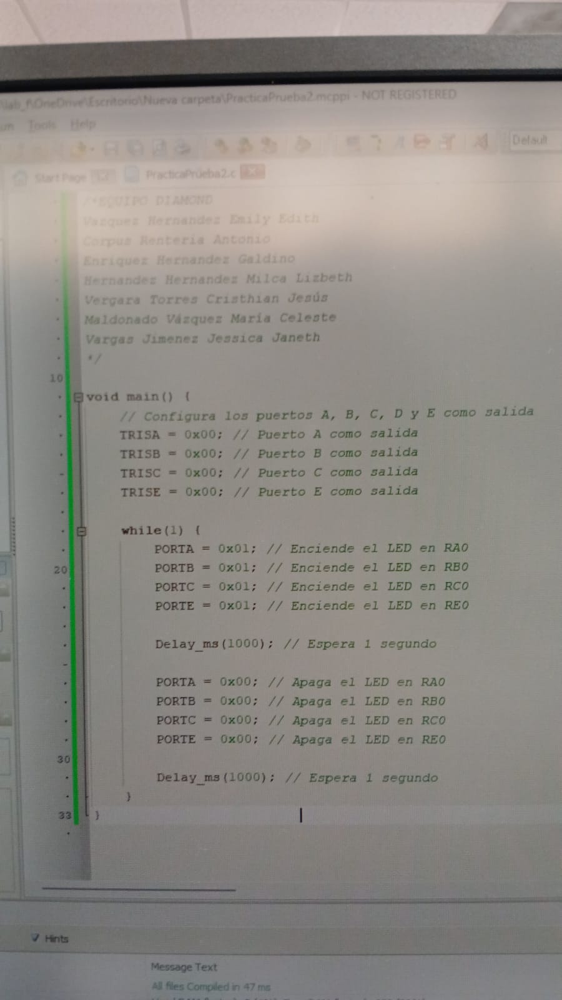 \lab_f\OneDrive\Escritorio\Nueva carpeta\PracticaPrueba2.mcppi - NOT REGISTERED
Tools Help
Default
Start Page PracticaPrueba2.c
/*EQUIPO DIAMOND
Vazquez Hernandez Emily Edith
Corpus Renteria Antonio
Enriquez Hernandez Galdino
Hernandez Hernandez Milca Lizbeth
Vergara Torres Cristhian Jesús
Maldonado Vázquez María Celeste
Vargas Jimenez Jessica Janeth
*/
10
void main() {
// Configura los puertos A, B, C, D y E como salida
TRISA = 0x00; // Puerto A como salida
TRISB = 0x00; // Puerto B como salida
TRISC = 0x00; // Puerto C como salida
TRISE = 0x00; // Puerto E como salida
while(1) {
PORTA = 0x01; // Enciende el LED en RA0
20 PORTB = 0x01; // Enciende el LED en RB0
PORTC = 0x01; // Enciende el LED en RC0
PORTE = 0x01; // Enciende el LED en RE0
Delay_ms(1000); // Espera 1 segundo
PORTA = 0x00; // Apaga el LED en RA0
PORTB = 0x00; // Apaga el LED en RB0
PORTC = 0x00; // Apaga el LED en RC0
PORTE = 0x00; // Apaga el LED en RE0
30
Delay_ms(1000); // Espera 1 segundo
}
33 }
Hints
Message Text
All files Compiled in 47 ms